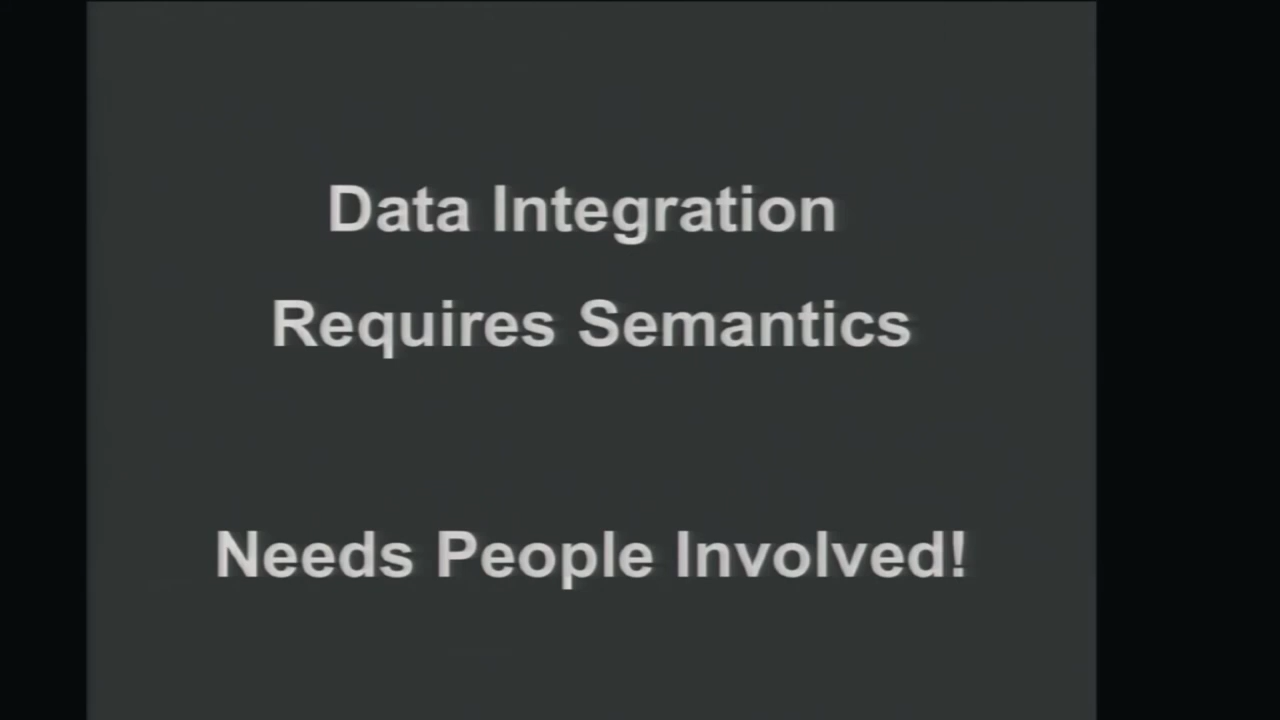 Data Integration
Requires Semantics
Needs People Involved!